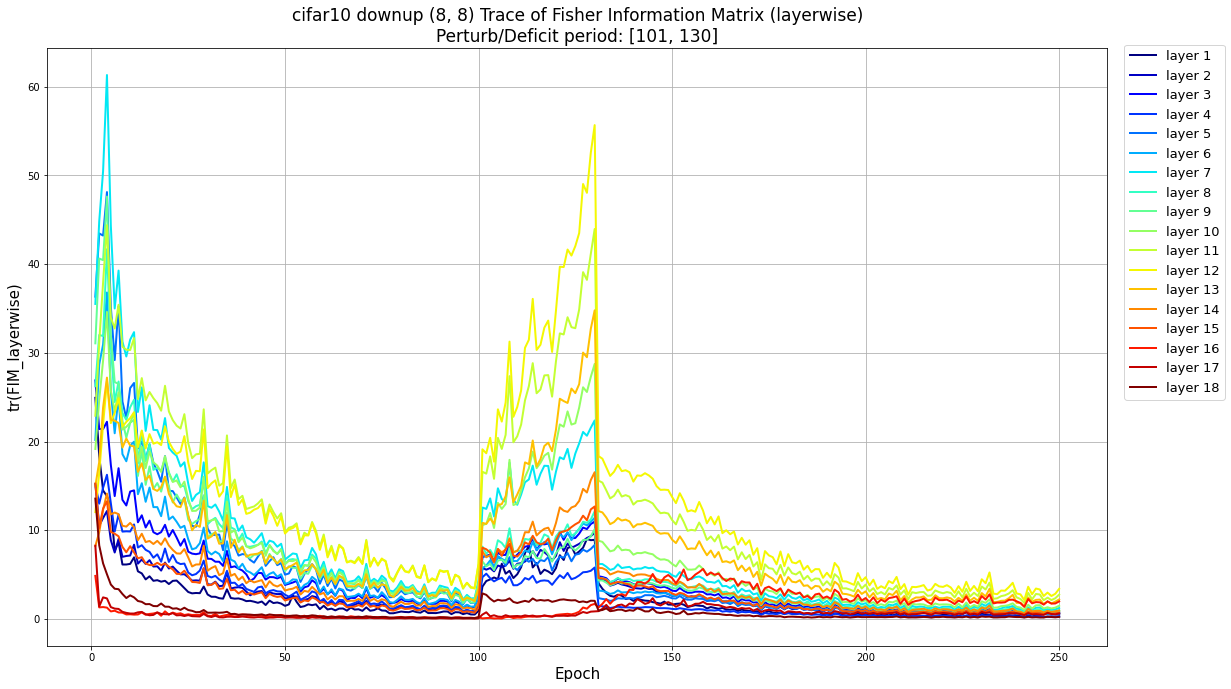 cifar10 downup (8, 8) Trace of Fisher Information Matrix (layerwise)
Perturb/Deficit period: [101, 130]
tr(FIM_layerwise)
60
50
40
30
20
10
0
0
50
100
150
200
250
Epoch
layer 1
layer 2
layer 3
layer 4
layer 5
layer 6
layer 7
layer 8
layer 9
layer 10
layer 11
layer 12
layer 13
layer 14
layer 15
layer 16
layer 17
layer 18